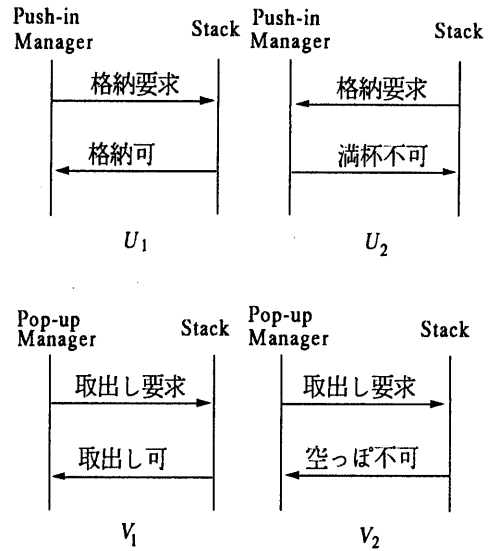 Push-in
Manager
Stack
格納要求
格納可
U1
Push-in
Manager
Stack
格納要求
満杯不可
U2
Pop-up
Manager
Stack
取出し要求
取出し可
V1
Pop-up
Manager
Stack
取出し要求
空っぽ不可
V2